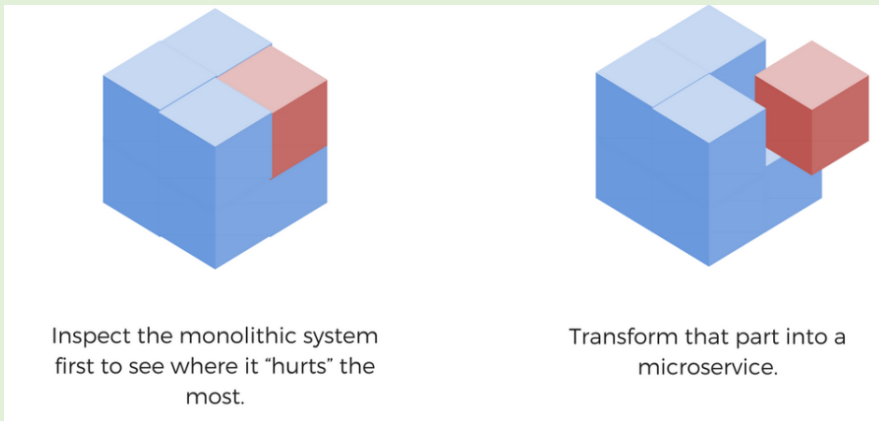 Inspect the monolithic system
first to see where it “hurts” the
most.
Transform that part into a
microservice.